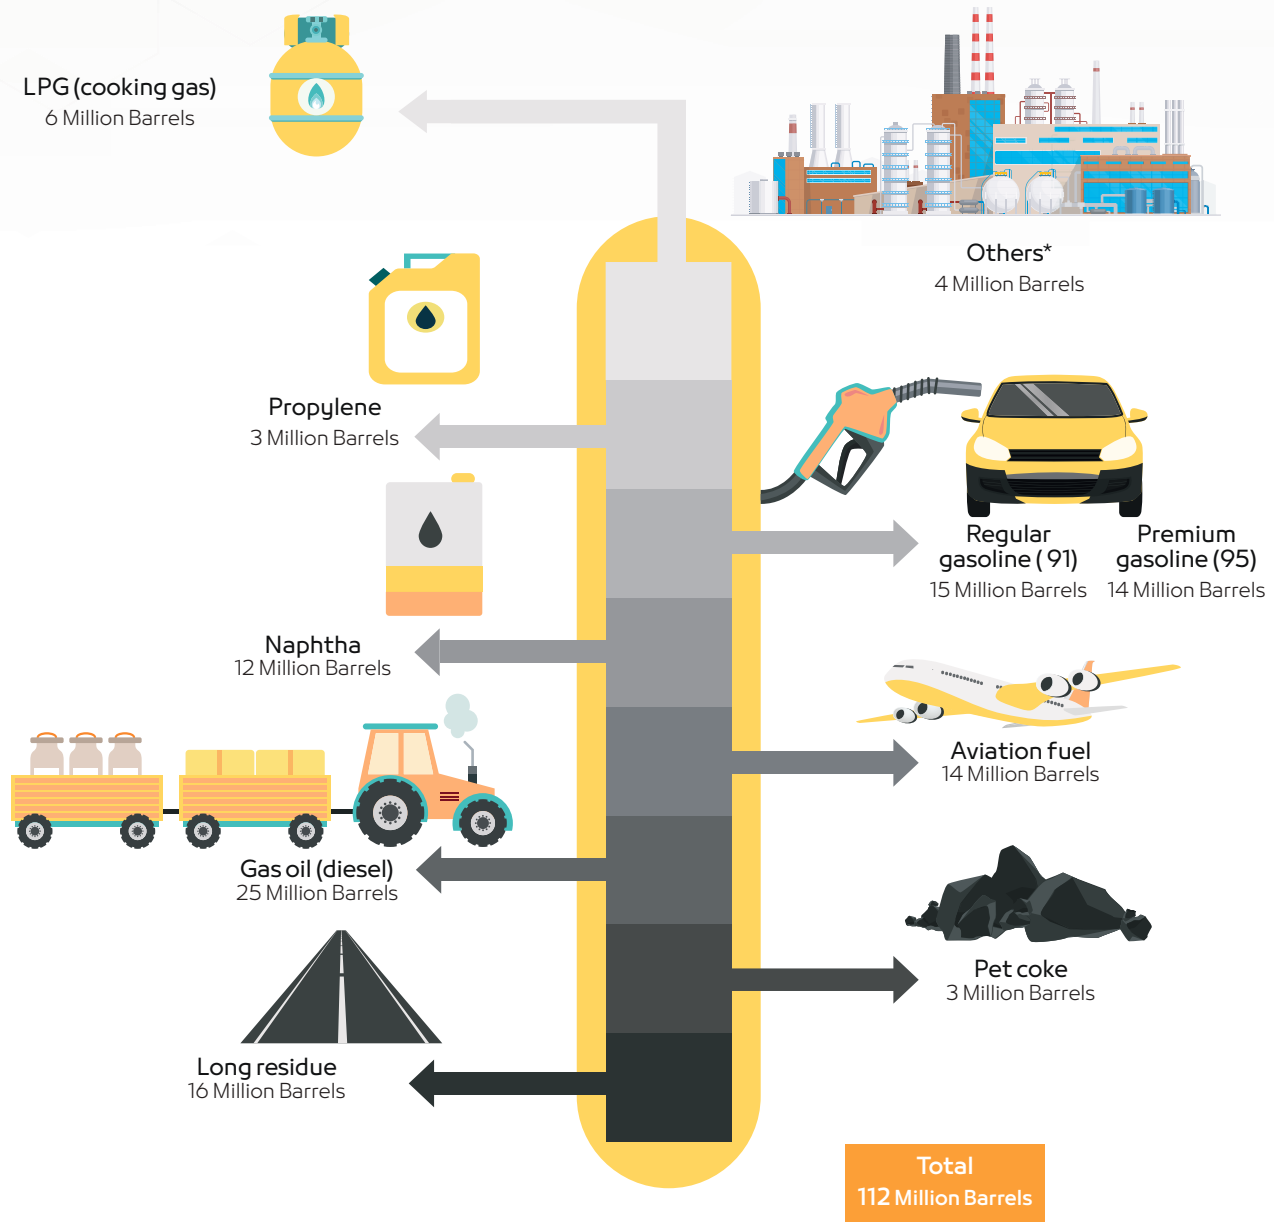 LPG (cooking gas)
6 Million Barrels
Others*
4 Million Barrels
Propylene
3 Million Barrels
Regular
gasoline ( 91)
15 Million Barrels
Premium
gasoline (95)
14 Million Barrels
Naphtha
12 Million Barrels
Aviation fuel
14 Million Barrels
Gas oil (diesel)
25 Million Barrels
Pet coke
3 Million Barrels
Long residue
16 Million Barrels
Total
112 Million Barrels